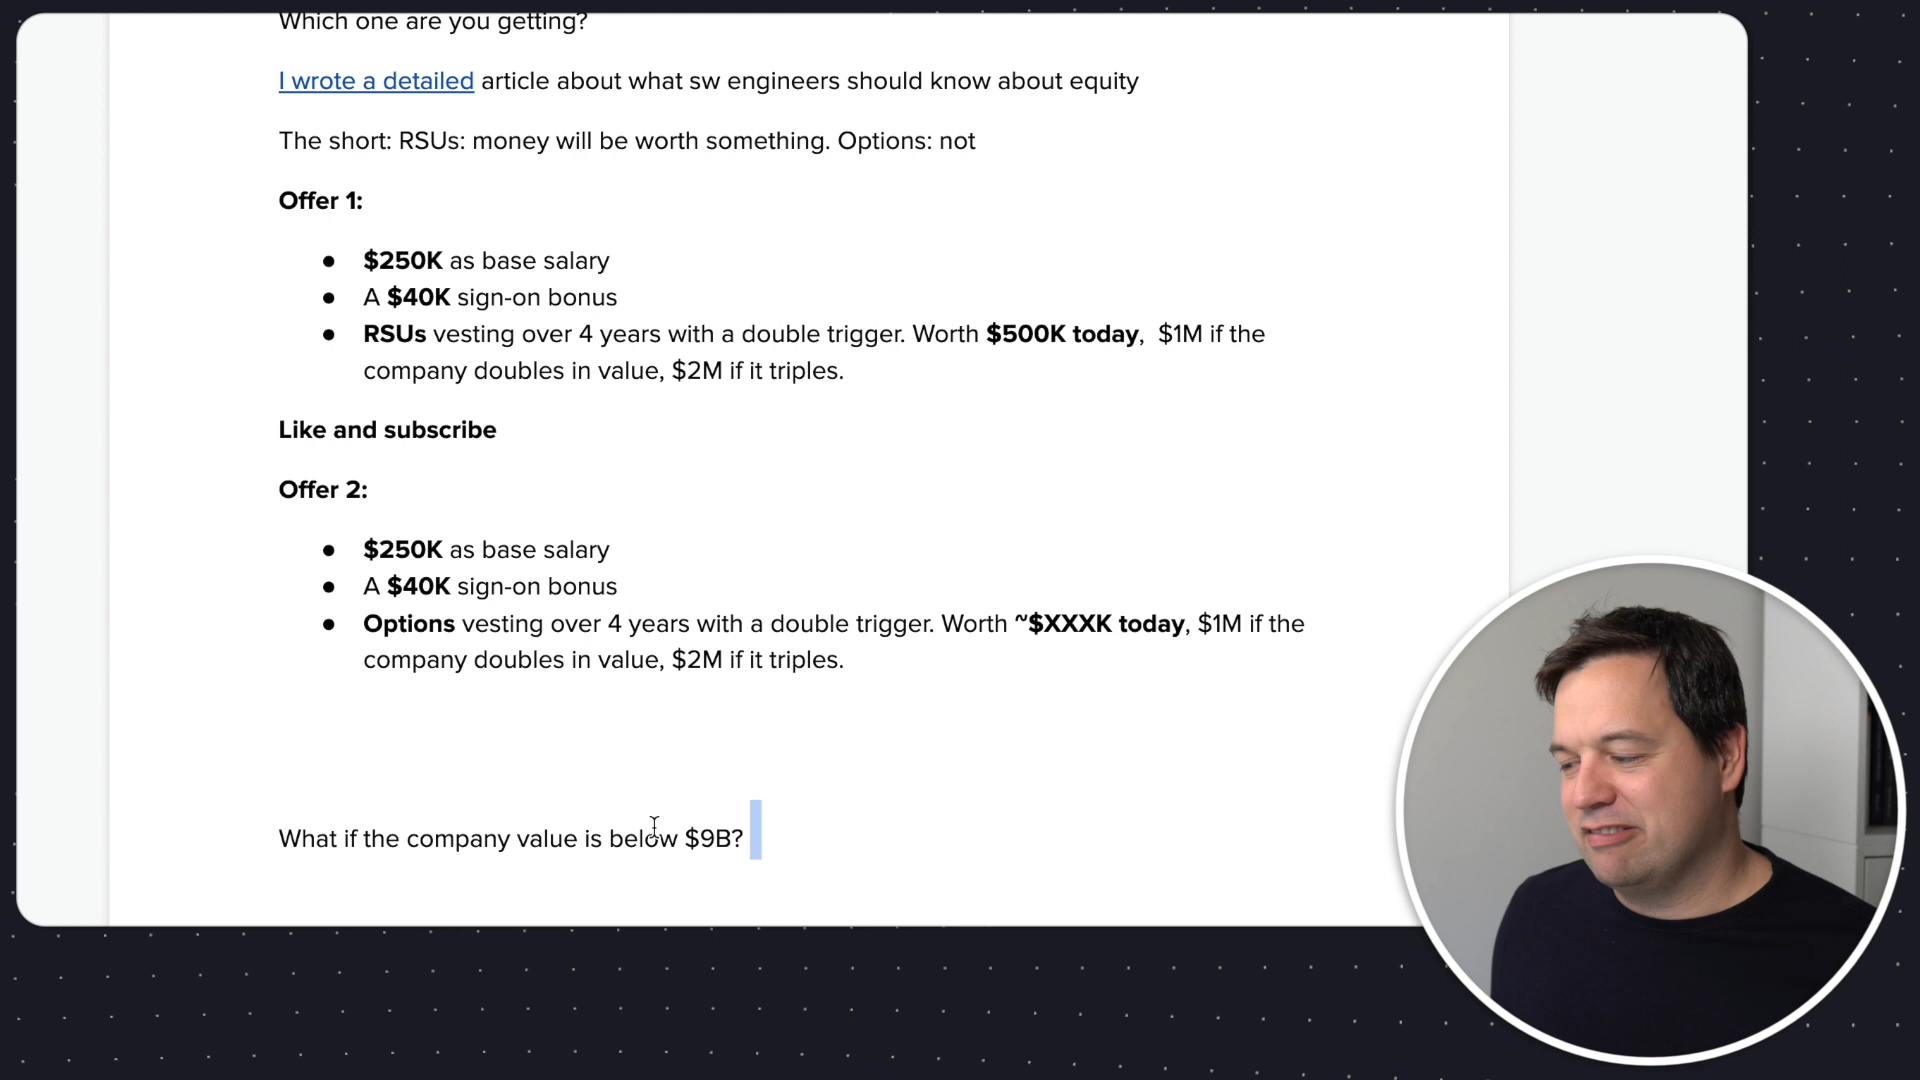 Which one are you getting?
I wrote a detailed article about what sw engineers should know about equity
The short: RSUs: money will be worth something. Options: not
Offer 1:
● $250K as base salary
● A $40K sign-on bonus
● RSUs vesting over 4 years with a double trigger. Worth $500K today,  $1M if the
company doubles in value, $2M if it triples.
Like and subscribe
Offer 2:
● $250K as base salary
● A $40K sign-on bonus
● Options vesting over 4 years with a double trigger. Worth ~$XXXK today, $1M if the
company doubles in value, $2M if it triples.
What if the company value is below $9B?